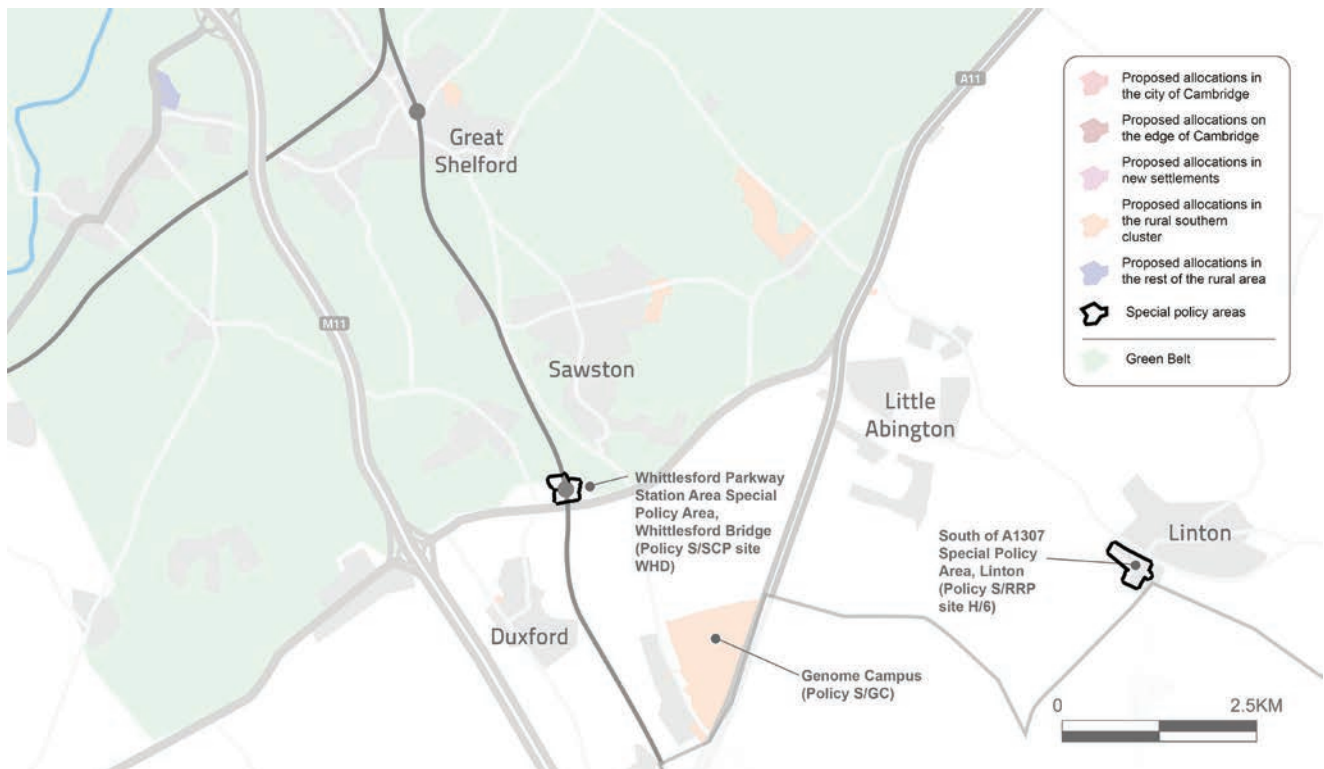 A11
Great
Shelford
M11
Sawston
Little
Abington
Whittlesford Parkway
Station Area Special
Policy Area,
Whittlesford Bridge
(Policy S/SCP site
WHD)
South of A1307
Special Policy
Area, Linton
(Policy S/RRP
site H/6)
Linton
Duxford
Genome Campus
(Policy S/GC)
Proposed allocations in
the city of Cambridge
Proposed allocations on
the edge of Cambridge
Proposed allocations in
new settlements
Proposed allocations in
the rural southern
cluster
Proposed allocations in
the rest of the rural area
Special policy areas
Green Belt
0 2.5KM